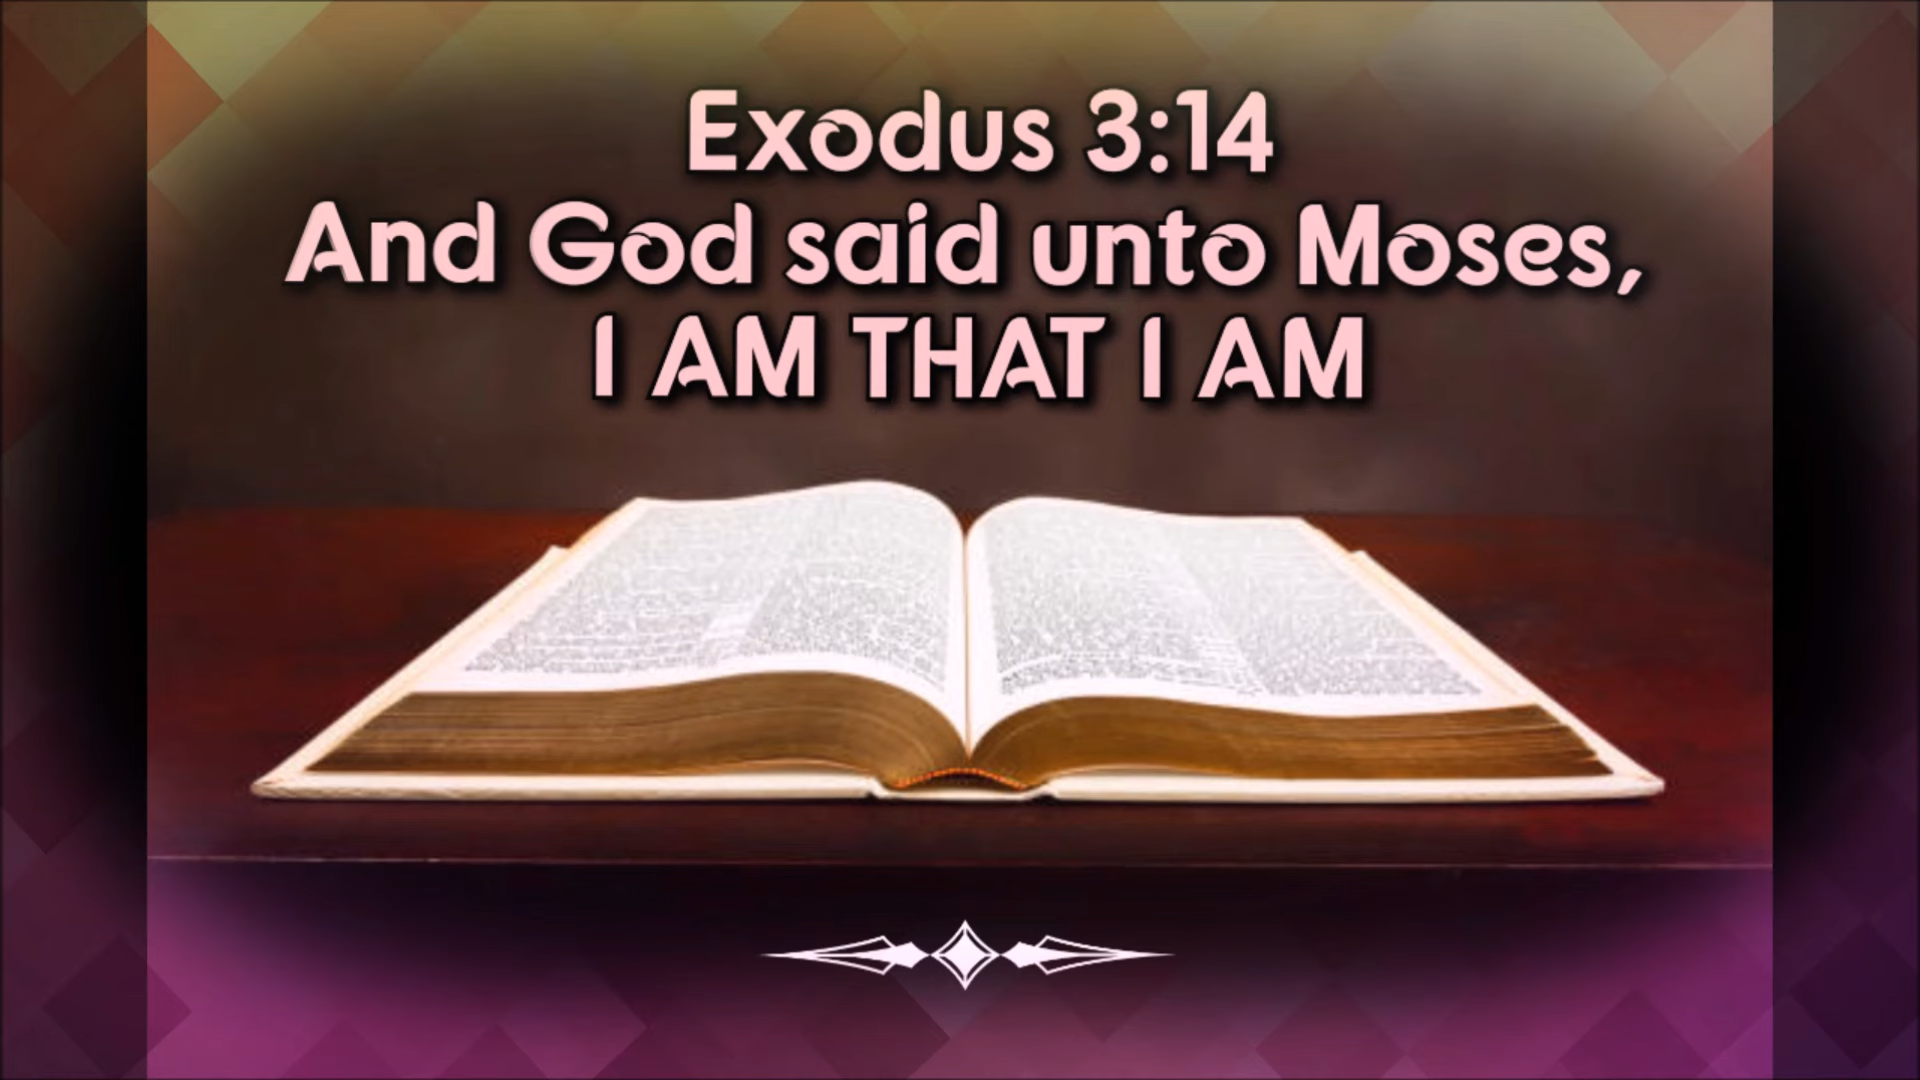 Exodus 3:14
And God said unto Moses,
I AM THAT I AM